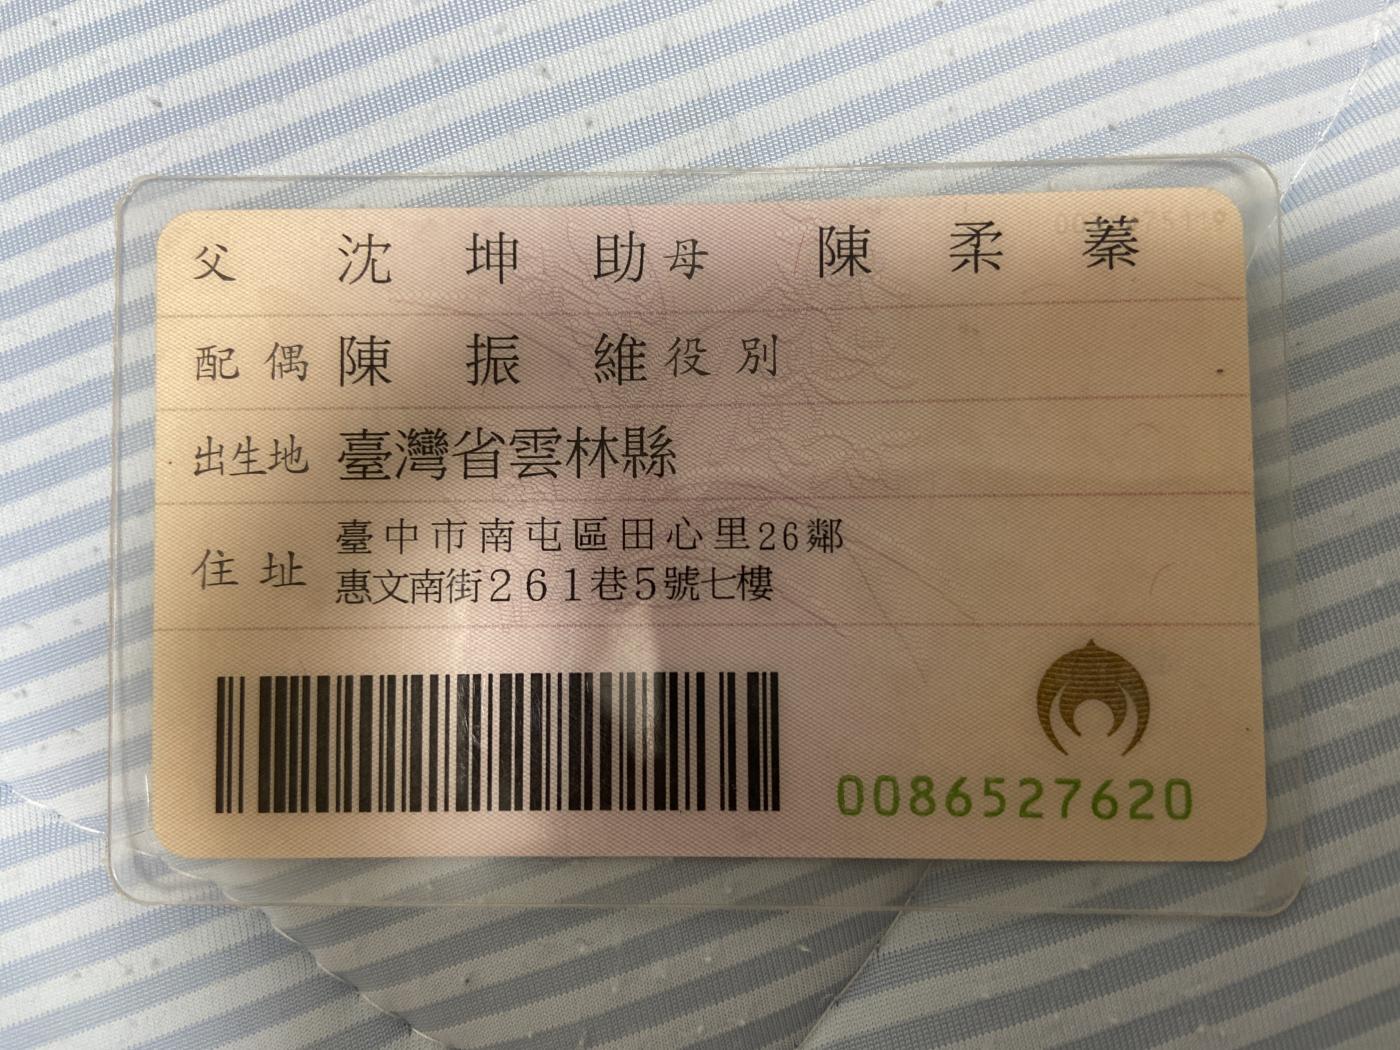 父 沈坤助 母 陳柔蓁
配偶 陳振維 役別
出生地 臺灣省雲林縣
住址 臺中市南屯區田心里26鄰
惠文南街261巷5號七樓
0086527620